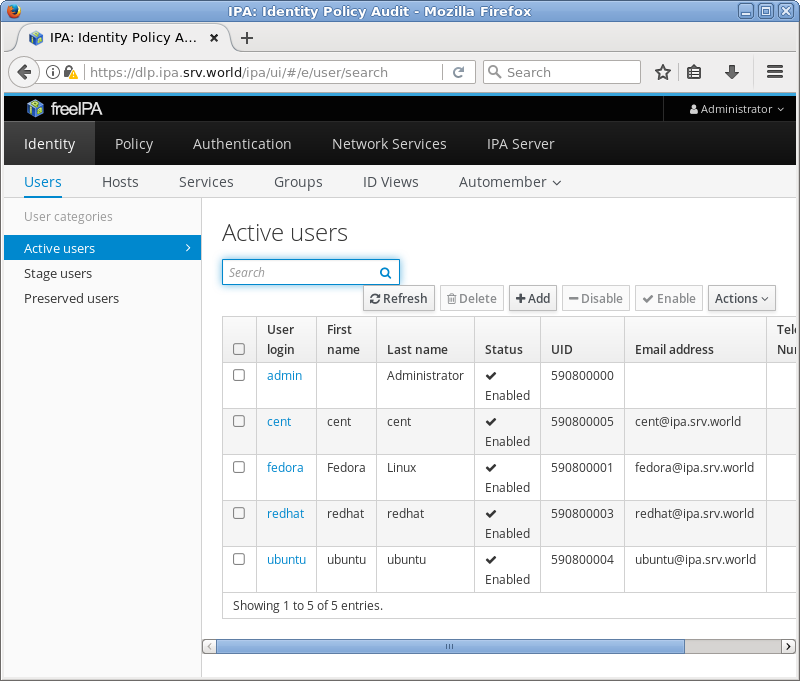 IPA: Identity Policy Audit - Mozilla Firefox
IPA: Identity Policy A...
https://dlp.ipa.srv.world/ipa/ui/#/e/user/search
Search
freeIPA
Administrator
Identity Policy Authentication Network Services IPA Server
Users Hosts Services Groups ID Views Automember
User categories
Active users
Stage users
Preserved users
Active users
Search
Refresh Delete Add Disable Enable Actions
User login First name Last name Status UID Email address
admin Administrator Enabled 590800000
cent cent cent Enabled 590800005 cent@ipa.srv.world
fedora Fedora Linux Enabled 590800001 fedora@ipa.srv.world
redhat redhat redhat Enabled 590800003 redhat@ipa.srv.world
ubuntu ubuntu ubuntu Enabled 590800004 ubuntu@ipa.srv.world
Showing 1 to 5 of 5 entries.